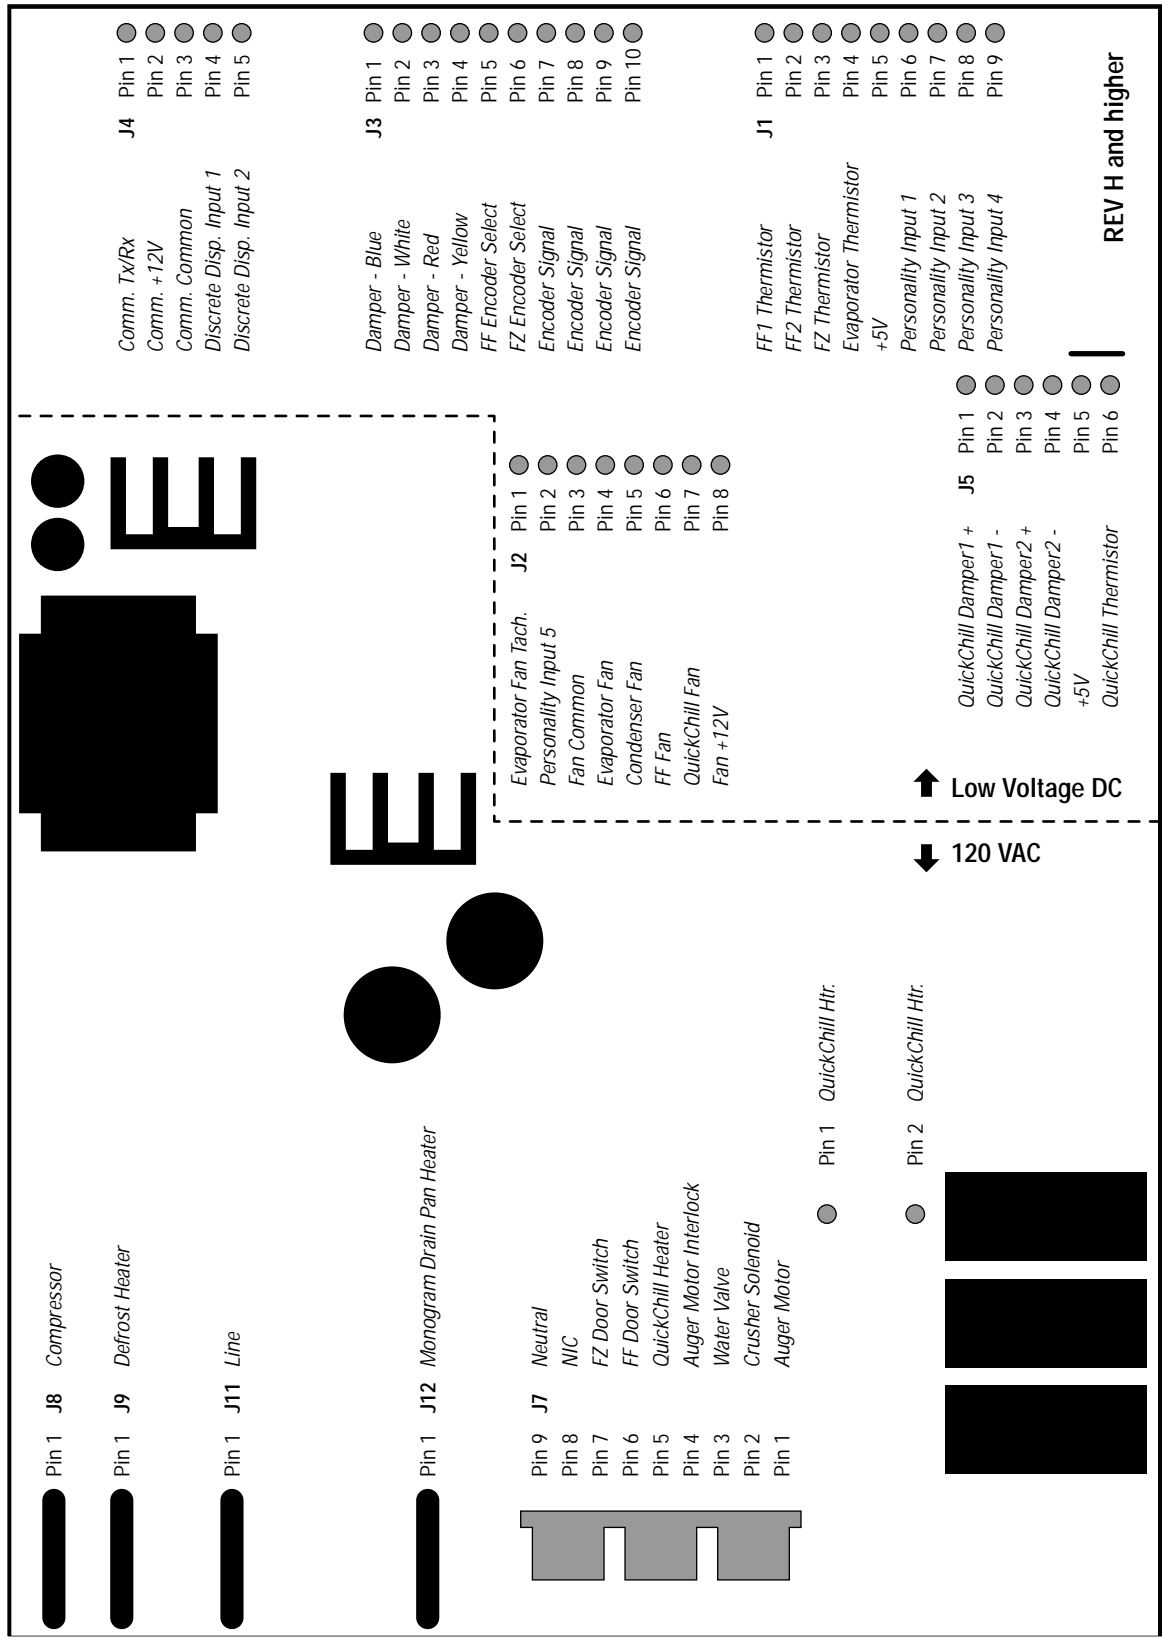 J4 Pin 1 Comm. Tx/Rx
Pin 2 Comm. +12V
Pin 3 Comm. Common
Pin 4 Discrete Disp. Input 1
Pin 5 Discrete Disp. Input 2
J3 Pin 1 Damper - Blue
Pin 2 Damper - White
Pin 3 Damper - Red
Pin 4 Damper - Yellow
Pin 5 FF Encoder Select
Pin 6 FZ Encoder Select
Pin 7 Encoder Signal
Pin 8 Encoder Signal
Pin 9 Encoder Signal
Pin 10 Encoder Signal
J1 Pin 1 FF1 Thermistor
Pin 2 FF2 Thermistor
Pin 3 FZ Thermistor
Pin 4 Evaporator Thermistor
Pin 5 +5V
Pin 6 Personality Input 1
Pin 7 Personality Input 2
Pin 8 Personality Input 3
Pin 9 Personality Input 4
REV H and higher
J2 Pin 1 Evaporator Fan Tach.
Pin 2 Personality Input 5
Pin 3 Fan Common
Pin 4 Evaporator Fan
Pin 5 Condenser Fan
Pin 6 FF Fan
Pin 7 QuickChill Fan
Pin 8 Fan +12V
J5 Pin 1 QuickChill Damper1 +
Pin 2 QuickChill Damper1 -
Pin 3 QuickChill Damper2 +
Pin 4 QuickChill Damper2 -
Pin 5 +5V
Pin 6 QuickChill Thermistor
Low Voltage DC
120 VAC
Pin 1 J8 Compressor
Pin 1 J9 Defrost Heater
Pin 1 J11 Line
Pin 1 J12 Monogram Drain Pan Heater
Pin 9 J7 Neutral
Pin 8 NIC
Pin 7 FZ Door Switch
Pin 6 FF Door Switch
Pin 5 QuickChill Heater
Pin 4 Auger Motor Interlock
Pin 3 Water Valve
Pin 2 Crusher Solenoid
Pin 1 Auger Motor
Pin 1 QuickChill Htr.
Pin 2 QuickChill Htr.